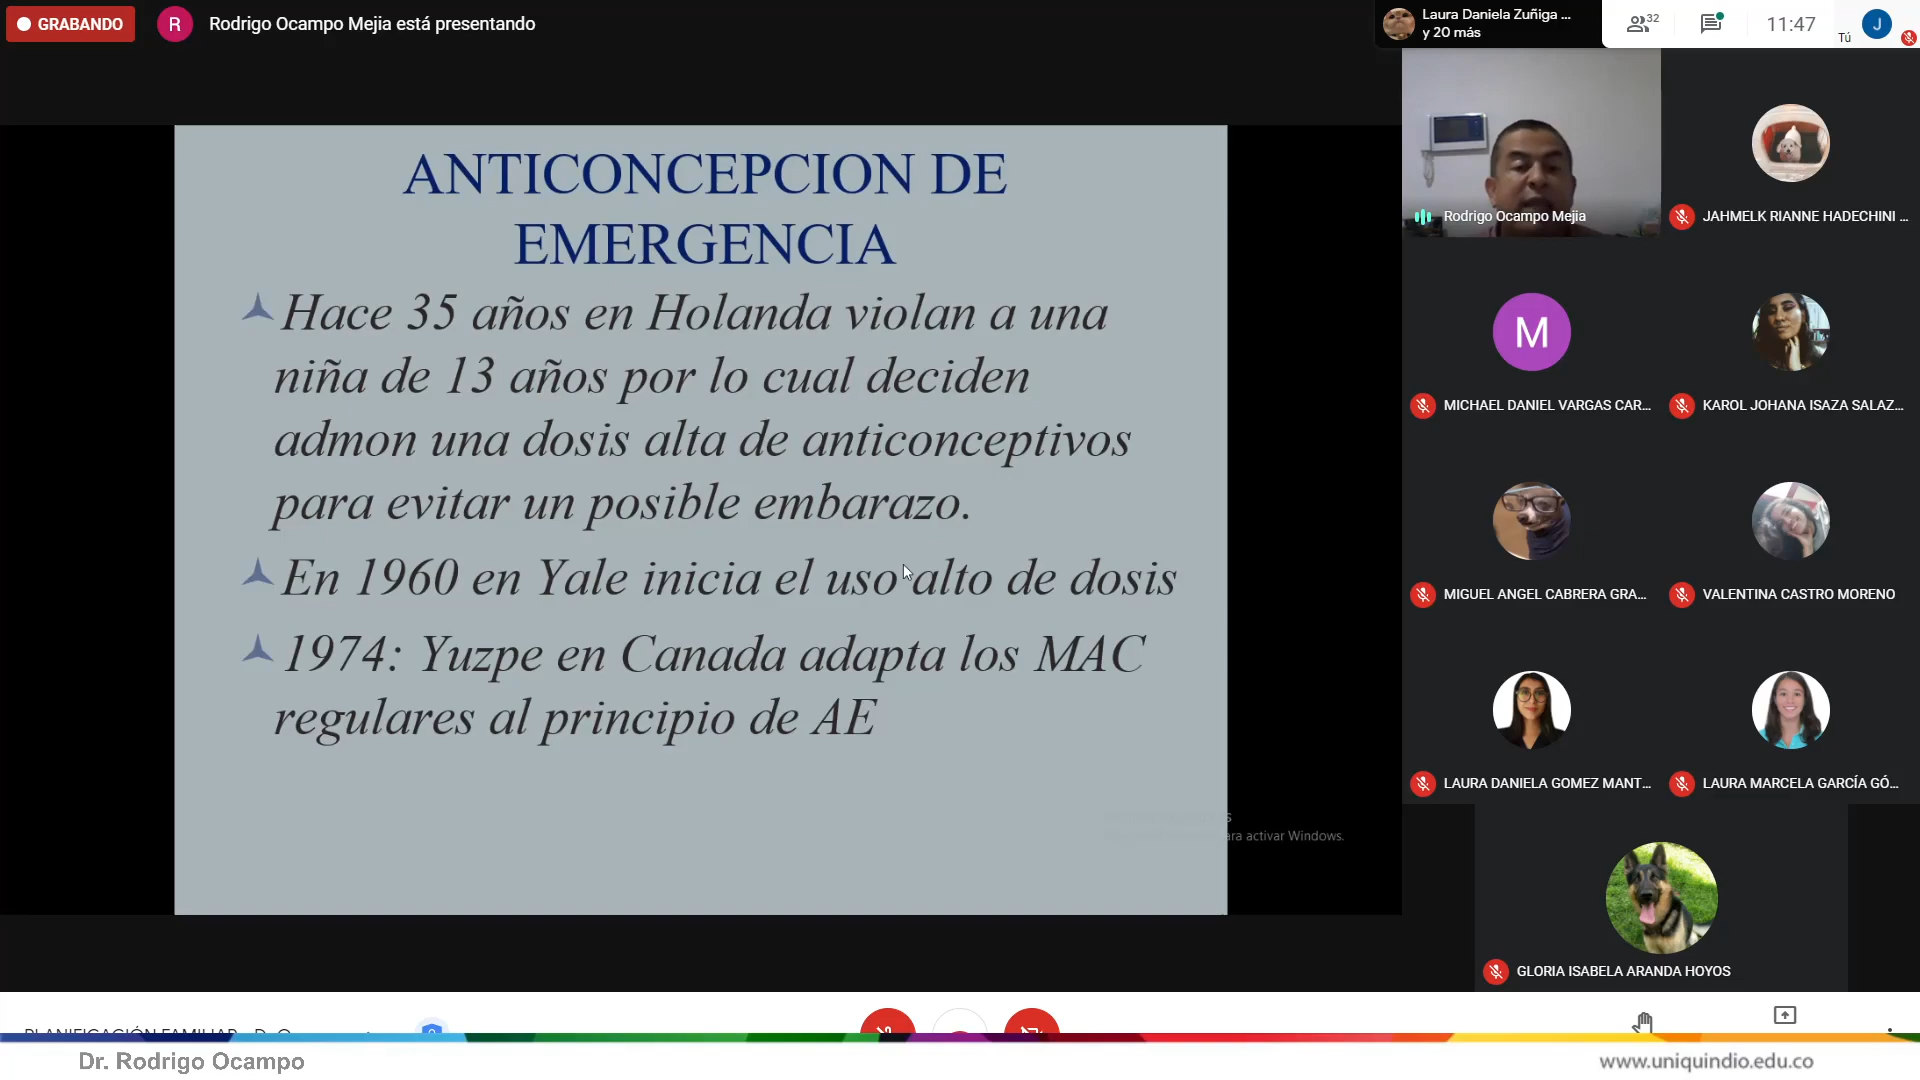 GRABANDO
R
Rodrigo Ocampo Mejia está presentando
Laura Daniela Zuñiga ...
y 20 más
32
11:47
Tú
J
ANTICONCEPCION DE
EMERGENCIA
Hace 35 años en Holanda violan a una
niña de 13 años por lo cual deciden
admon una dosis alta de anticonceptivos
para evitar un posible embarazo.
En 1960 en Yale inicia el uso alto de dosis
1974: Yuzpe en Canada adapta los MAC
regulares al principio de AE
ara activar Windows.
Rodrigo Ocampo Mejia
JAHMELK RIANNE HADECHINI ...
M
MICHAEL DANIEL VARGAS CAR...
KAROL JOHANA ISAZA SALAZ...
MIGUEL ANGEL CABRERA GRA...
VALENTINA CASTRO MORENO
LAURA DANIELA GOMEZ MANT...
LAURA MARCELA GARCÍA GÓ...
GLORIA ISABELA ARANDA HOYOS
PLANIFICACIÓN FAMILIAR
Dr. Rodrigo Ocampo
www.uniquindio.edu.co